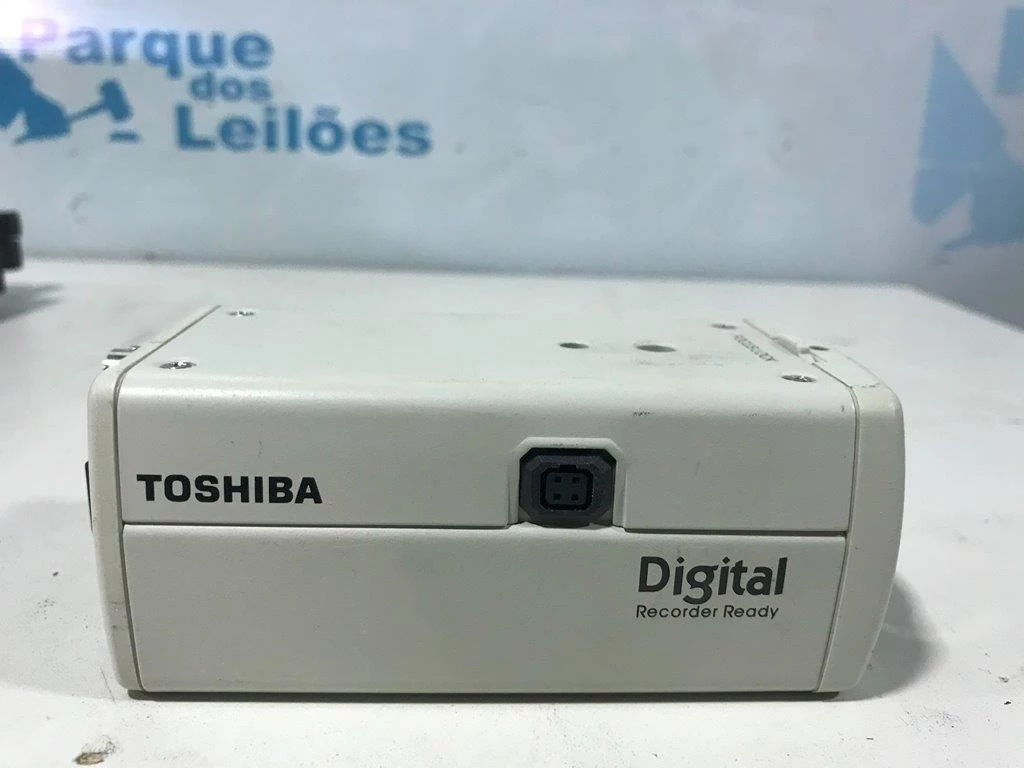 Parque
dos
Leilões
TOSHIBA
Digital
Recorder Ready